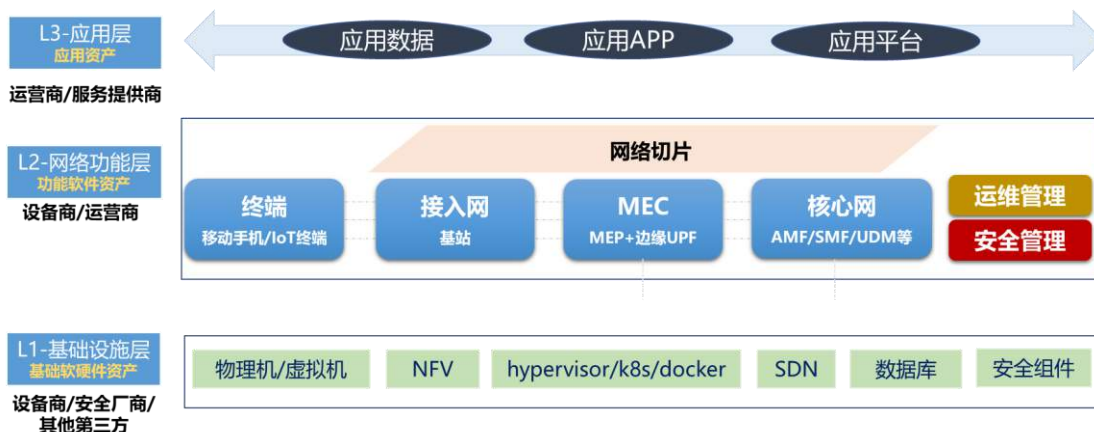 L3-应用层
应用资产
应用数据
应用APP
应用平台
运营商/服务提供商
网络切片
L2-网络功能层
功能软件资产
设备商/运营商
终端
移动手机/IoT终端
接入网
基站
MEC
MEP+边缘UPF
核心网
AMF/SMF/UDM等
运维管理
安全管理
L1-基础设施层
基础软硬件资产
物理机/虚拟机
NFV
hypervisor/k8s/docker
SDN
数据库
安全组件
设备商/安全厂商/
其他第三方